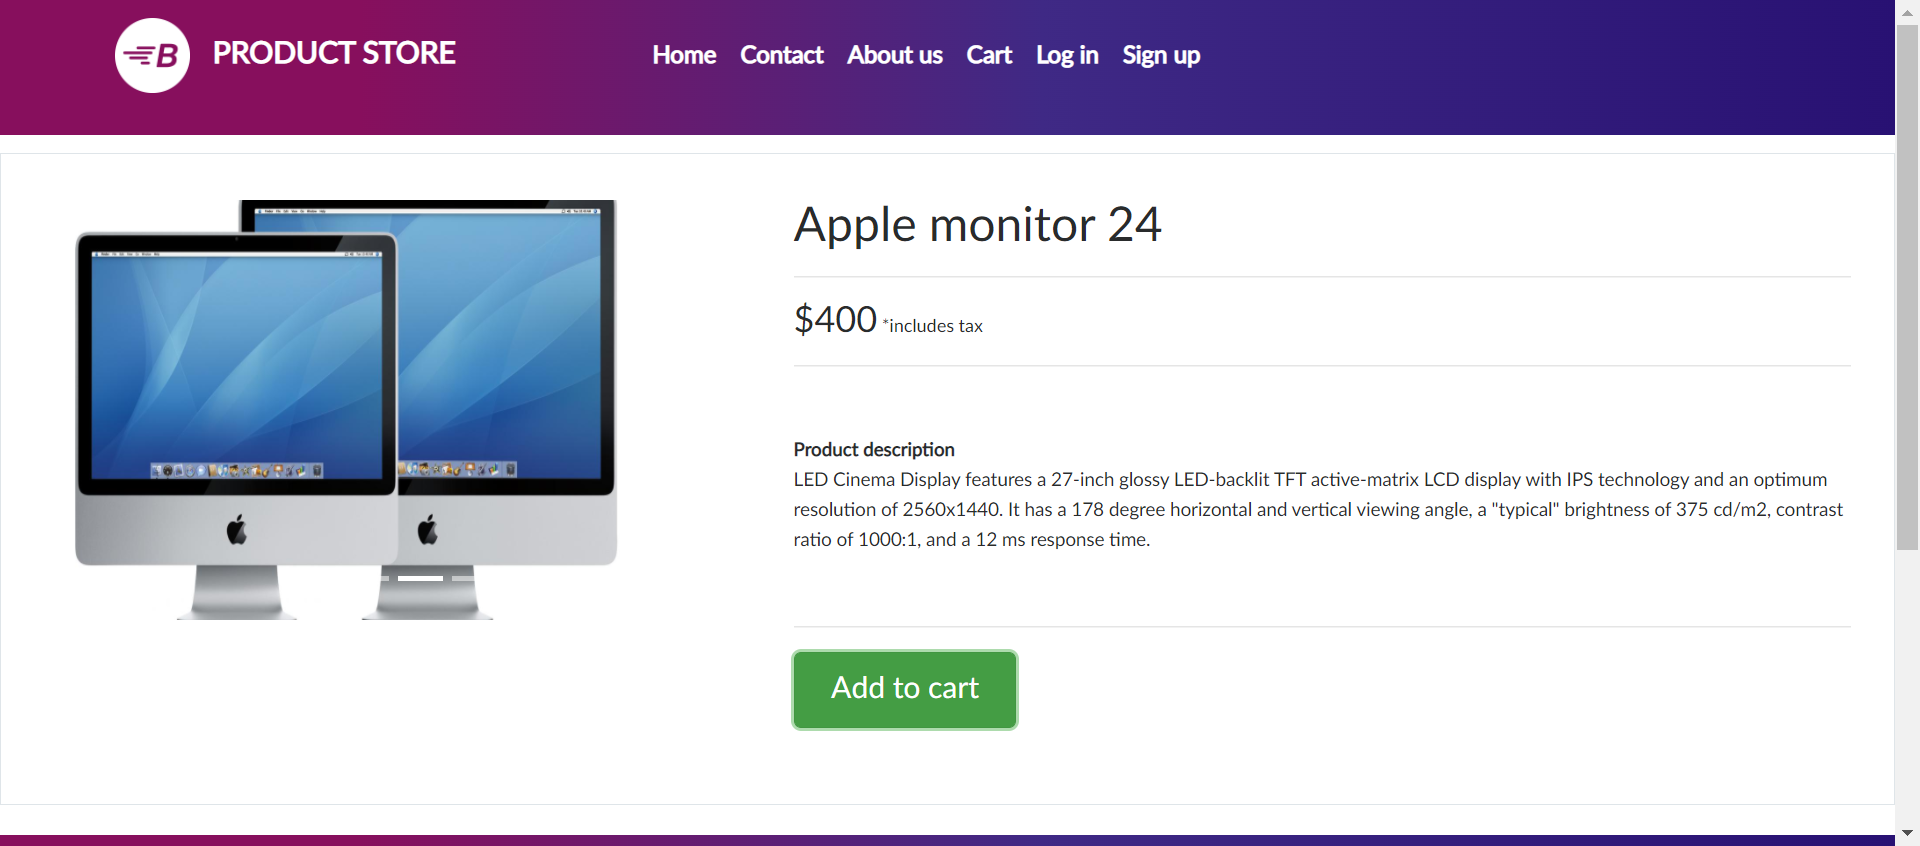 B PRODUCT STORE
Home Contact About us Cart Log in Sign up
Apple monitor 24
$400 *includes tax
Product description
LED Cinema Display features a 27-inch glossy LED-backlit TFT active-matrix LCD display with IPS technology and an optimum
resolution of 2560x1440. It has a 178 degree horizontal and vertical viewing angle, a "typical" brightness of 375 cd/m2, contrast
ratio of 1000:1, and a 12 ms response time.
Add to cart